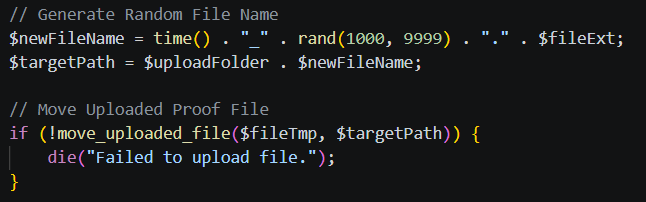 // Generate Random File Name
$newFileName = time() . "_" . rand(1000, 9999) . "." . $fileExt;
$targetPath = $uploadFolder . $newFileName;

// Move Uploaded Proof File
if (!move_uploaded_file($fileTmp, $targetPath)) {
    die("Failed to upload file.");
}